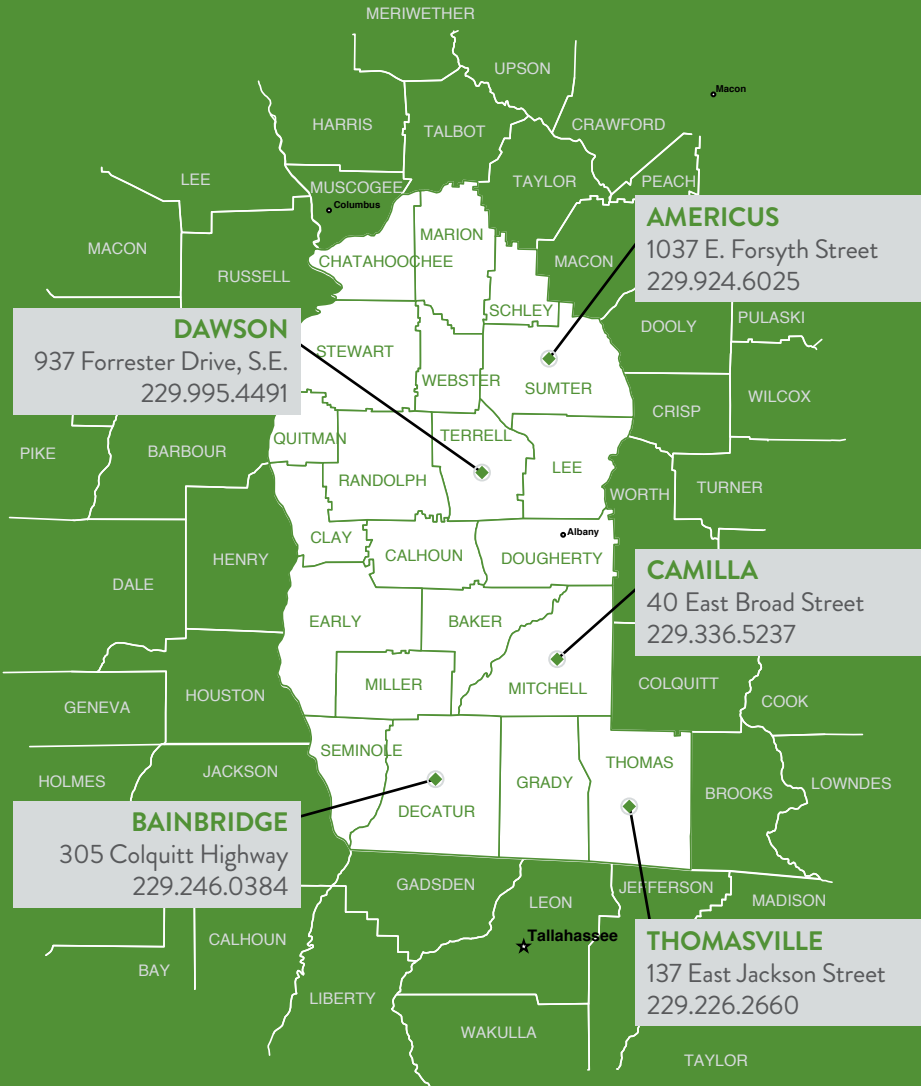 MERIWETHER
UPSON
Macon
HARRIS
TALBOT
CRAWFORD
LEE
MUSCOGEE
TAYLOR
PEACH
Columbus
AMERICUS
1037 E. Forsyth Street
229.924.6025
MACON
RUSSELL
CHATAHOOCHEE
MARION
MACON
SCHLEY
DOOLY
PULASKI
DAWSON
937 Forrester Drive, S.E.
229.995.4491
STEWART
WEBSTER
SUMTER
CRISP
WILCOX
PIKE
BARBOUR
QUITMAN
RANDOLPH
TERRELL
LEE
WORTH
TURNER
HENRY
DALE
CLAY
CALHOUN
Albany
DOUGHERTY
CAMILLA
40 East Broad Street
229.336.5237
EARLY
BAKER
MILLER
MITCHELL
COLQUITT
COOK
GENEVA
HOUSTON
HOLMES
JACKSON
SEMINOLE
DECATUR
GRADY
THOMAS
BROOKS
LOWNDES
BAINBRIDGE
305 Colquitt Highway
229.246.0384
GADSDEN
LEON
JEFFERSON
MADISON
CALHOUN
BAY
LIBERTY
Tallahassee
THOMASVILLE
137 East Jackson Street
229.226.2660
WAKULLA
TAYLOR